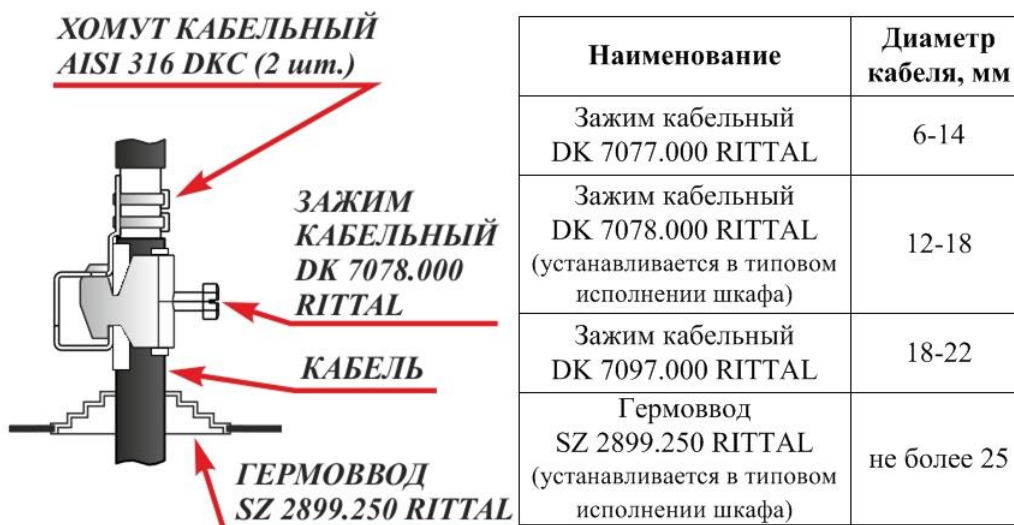 ХОМУТ КАБЕЛЬНЫЙ
AISI 316 DKC (2 шт.)
ЗАЖИМ
КАБЕЛЬНЫЙ
DK 7078.000
RITTAL
КАБЕЛЬ
ГЕРМОВВОД
SZ 2899.250 RITTAL
Наименование
Диаметр
кабеля, мм
Зажим кабельный
DK 7077.000 RITTAL
6-14
Зажим кабельный
DK 7078.000 RITTAL
(устанавливается в типовом
исполнении шкафа)
12-18
Зажим кабельный
DK 7097.000 RITTAL
18-22
Гермоввод
SZ 2899.250 RITTAL
(устанавливается в типовом
исполнении шкафа)
не более 25